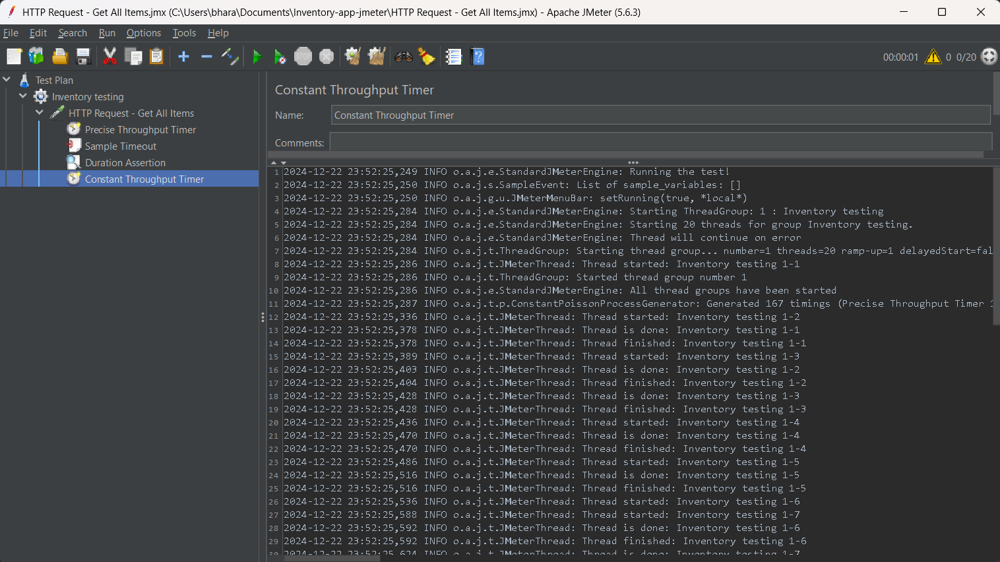 HTTP Request - Get All Items.jmx (C:\Users\bhara\Documents\Inventory-app-jmeter\HTTP Request - Get All Items.jmx) - Apache JMeter (5.6.3)
File Edit Search Run Options Tools Help
STOP 00:00:01 0 0/20
Test Plan
Inventory testing
HTTP Request - Get All Items
Precise Throughput Timer
Sample Timeout
Duration Assertion
Constant Throughput Timer
Constant Throughput Timer
Name: Constant Throughput Timer
Comments:
1 2024-12-22 23:52:25,249 INFO o.a.j.e.StandardJMeterEngine: Running the test!
2 2024-12-22 23:52:25,250 INFO o.a.j.s.SampleEvent: List of sample_variables: []
3 2024-12-22 23:52:25,250 INFO o.a.j.g.u.JMeterMenuBar: setRunning(true, *local*)
4 2024-12-22 23:52:25,284 INFO o.a.j.e.StandardJMeterEngine: Starting ThreadGroup: 1 : Inventory testing
5 2024-12-22 23:52:25,284 INFO o.a.j.e.StandardJMeterEngine: Starting 20 threads for group Inventory testing.
6 2024-12-22 23:52:25,284 INFO o.a.j.e.StandardJMeterEngine: Thread will continue on error
7 2024-12-22 23:52:25,284 INFO o.a.j.t.ThreadGroup: Starting thread group... number=1 threads=20 ramp-up=1 delayedStart=fal
8 2024-12-22 23:52:25,286 INFO o.a.j.t.JMeterThread: Thread started: Inventory testing 1-1
9 2024-12-22 23:52:25,286 INFO o.a.j.t.ThreadGroup: Started thread group number 1
10 2024-12-22 23:52:25,286 INFO o.a.j.e.StandardJMeterEngine: All thread groups have been started
11 2024-12-22 23:52:25,287 INFO o.a.j.t.p.ConstantPoissonProcessGenerator: Generated 167 timings (Precise Throughput Timer 1
12 2024-12-22 23:52:25,336 INFO o.a.j.t.JMeterThread: Thread started: Inventory testing 1-2
13 2024-12-22 23:52:25,378 INFO o.a.j.t.JMeterThread: Thread is done: Inventory testing 1-1
14 2024-12-22 23:52:25,378 INFO o.a.j.t.JMeterThread: Thread finished: Inventory testing 1-1
15 2024-12-22 23:52:25,389 INFO o.a.j.t.JMeterThread: Thread started: Inventory testing 1-3
16 2024-12-22 23:52:25,403 INFO o.a.j.t.JMeterThread: Thread is done: Inventory testing 1-2
17 2024-12-22 23:52:25,404 INFO o.a.j.t.JMeterThread: Thread finished: Inventory testing 1-2
18 2024-12-22 23:52:25,428 INFO o.a.j.t.JMeterThread: Thread is done: Inventory testing 1-3
19 2024-12-22 23:52:25,428 INFO o.a.j.t.JMeterThread: Thread finished: Inventory testing 1-3
20 2024-12-22 23:52:25,436 INFO o.a.j.t.JMeterThread: Thread started: Inventory testing 1-4
21 2024-12-22 23:52:25,470 INFO o.a.j.t.JMeterThread: Thread is done: Inventory testing 1-4
22 2024-12-22 23:52:25,470 INFO o.a.j.t.JMeterThread: Thread finished: Inventory testing 1-4
23 2024-12-22 23:52:25,486 INFO o.a.j.t.JMeterThread: Thread started: Inventory testing 1-5
24 2024-12-22 23:52:25,516 INFO o.a.j.t.JMeterThread: Thread is done: Inventory testing 1-5
25 2024-12-22 23:52:25,516 INFO o.a.j.t.JMeterThread: Thread finished: Inventory testing 1-5
26 2024-12-22 23:52:25,536 INFO o.a.j.t.JMeterThread: Thread started: Inventory testing 1-6
27 2024-12-22 23:52:25,588 INFO o.a.j.t.JMeterThread: Thread started: Inventory testing 1-7
28 2024-12-22 23:52:25,592 INFO o.a.j.t.JMeterThread: Thread is done: Inventory testing 1-6
29 2024-12-22 23:52:25,592 INFO o.a.j.t.JMeterThread: Thread finished: Inventory testing 1-6
30 2024-12-22 23:52:25,624 INFO o.a.j.t.JMeterThread: Thread is done: Inventory testing 1-7